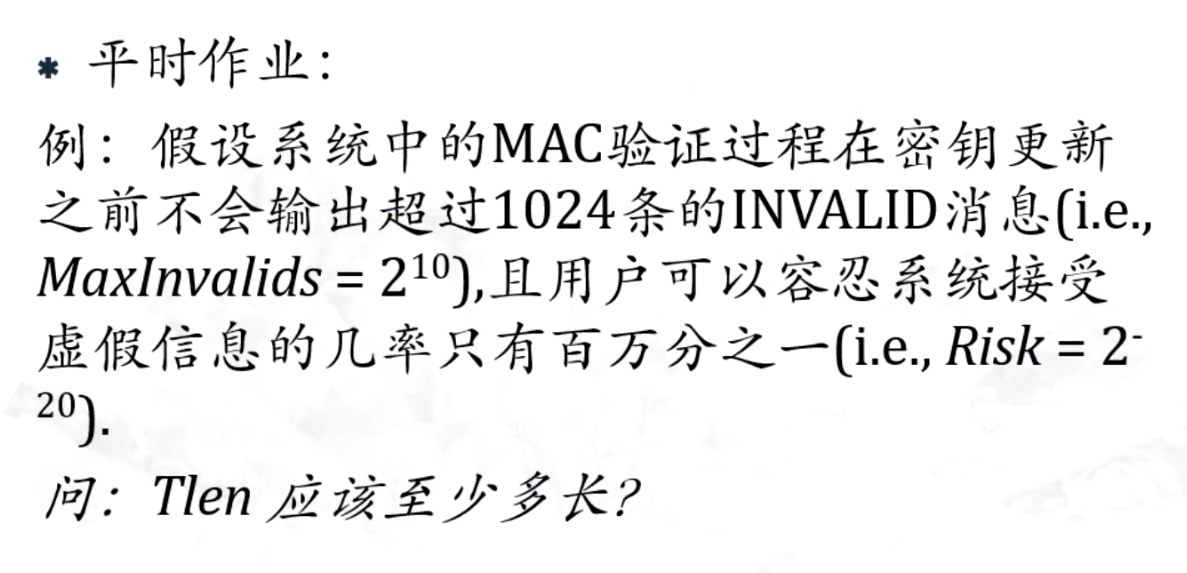 * 平时作业:
例: 假设系统中的MAC验证过程在密钥更新
之前不会输出超过1024条的INVALID消息(i.e.,
MaxInvalids = 2¹⁰),且用户可以容忍系统接受
虚假信息的几率只有百万分之一(i.e., Risk = 2⁻
²⁰).
问: Tlen 应该至少多长?